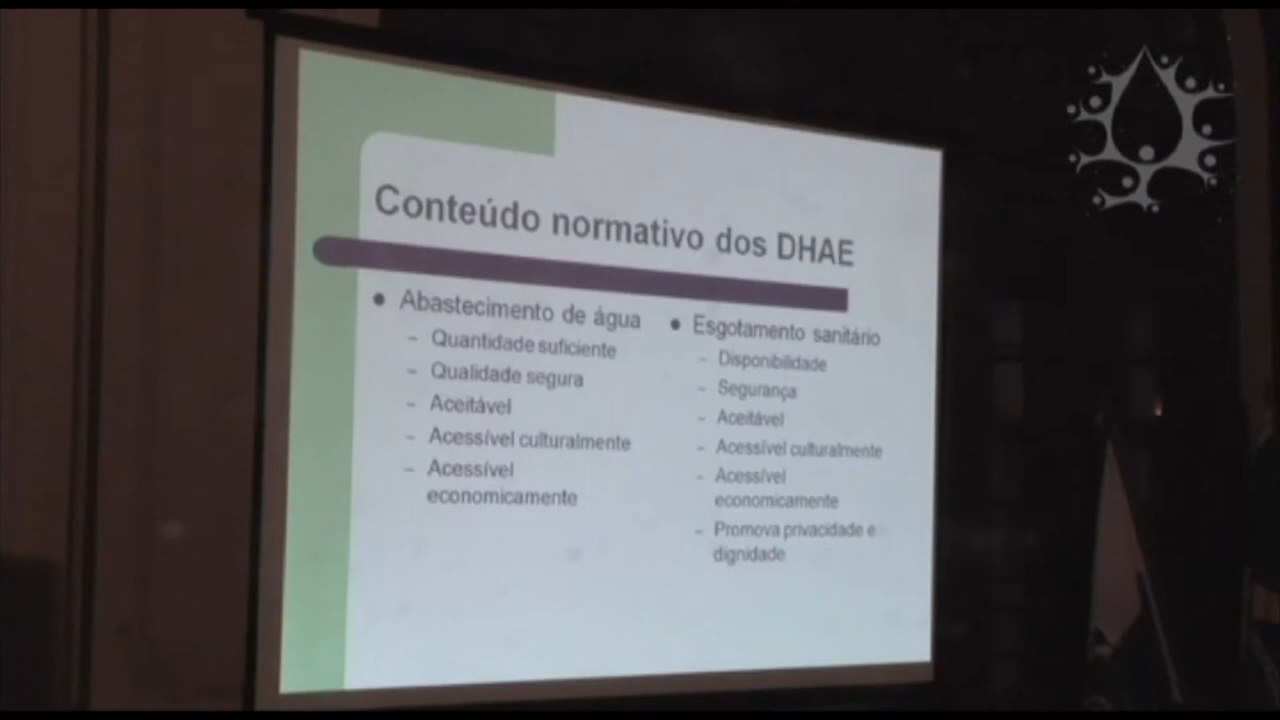 Conteúdo normativo dos DHAE
● Abastecimento de água
– Quantidade suficiente
– Qualidade segura
– Aceitável
– Acessível culturalmente
– Acessível
economicamente
● Esgotamento sanitário
– Disponibilidade
– Segurança
– Aceitável
– Acessível culturalmente
– Acessível
economicamente
– Promova privacidade e
dignidade